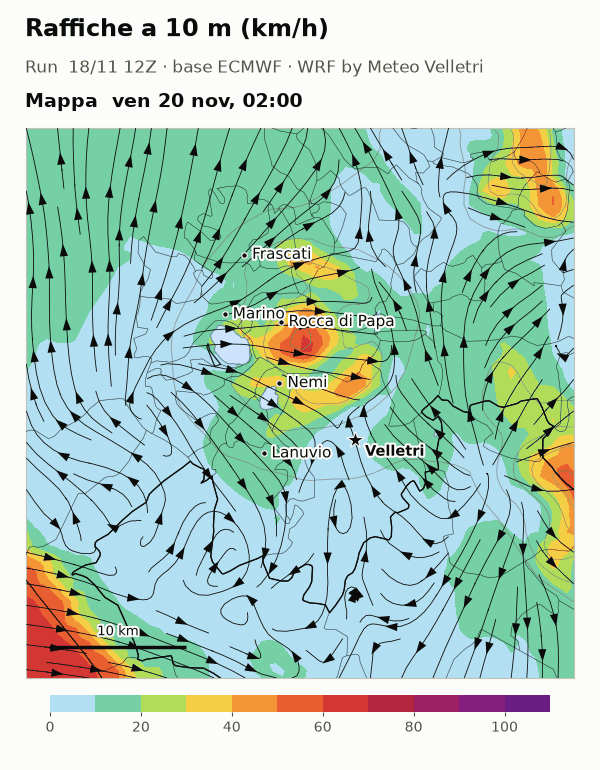 Raffiche a 10 m (km/h)
Run  18/11 12Z · base ECMWF · WRF by Meteo Velletri
Mappa  ven 20 nov, 02:00
Frascati
Marino
Rocca di Papa
Nemi
Velletri
Lanuvio
10 km
0 20 40 60 80 100